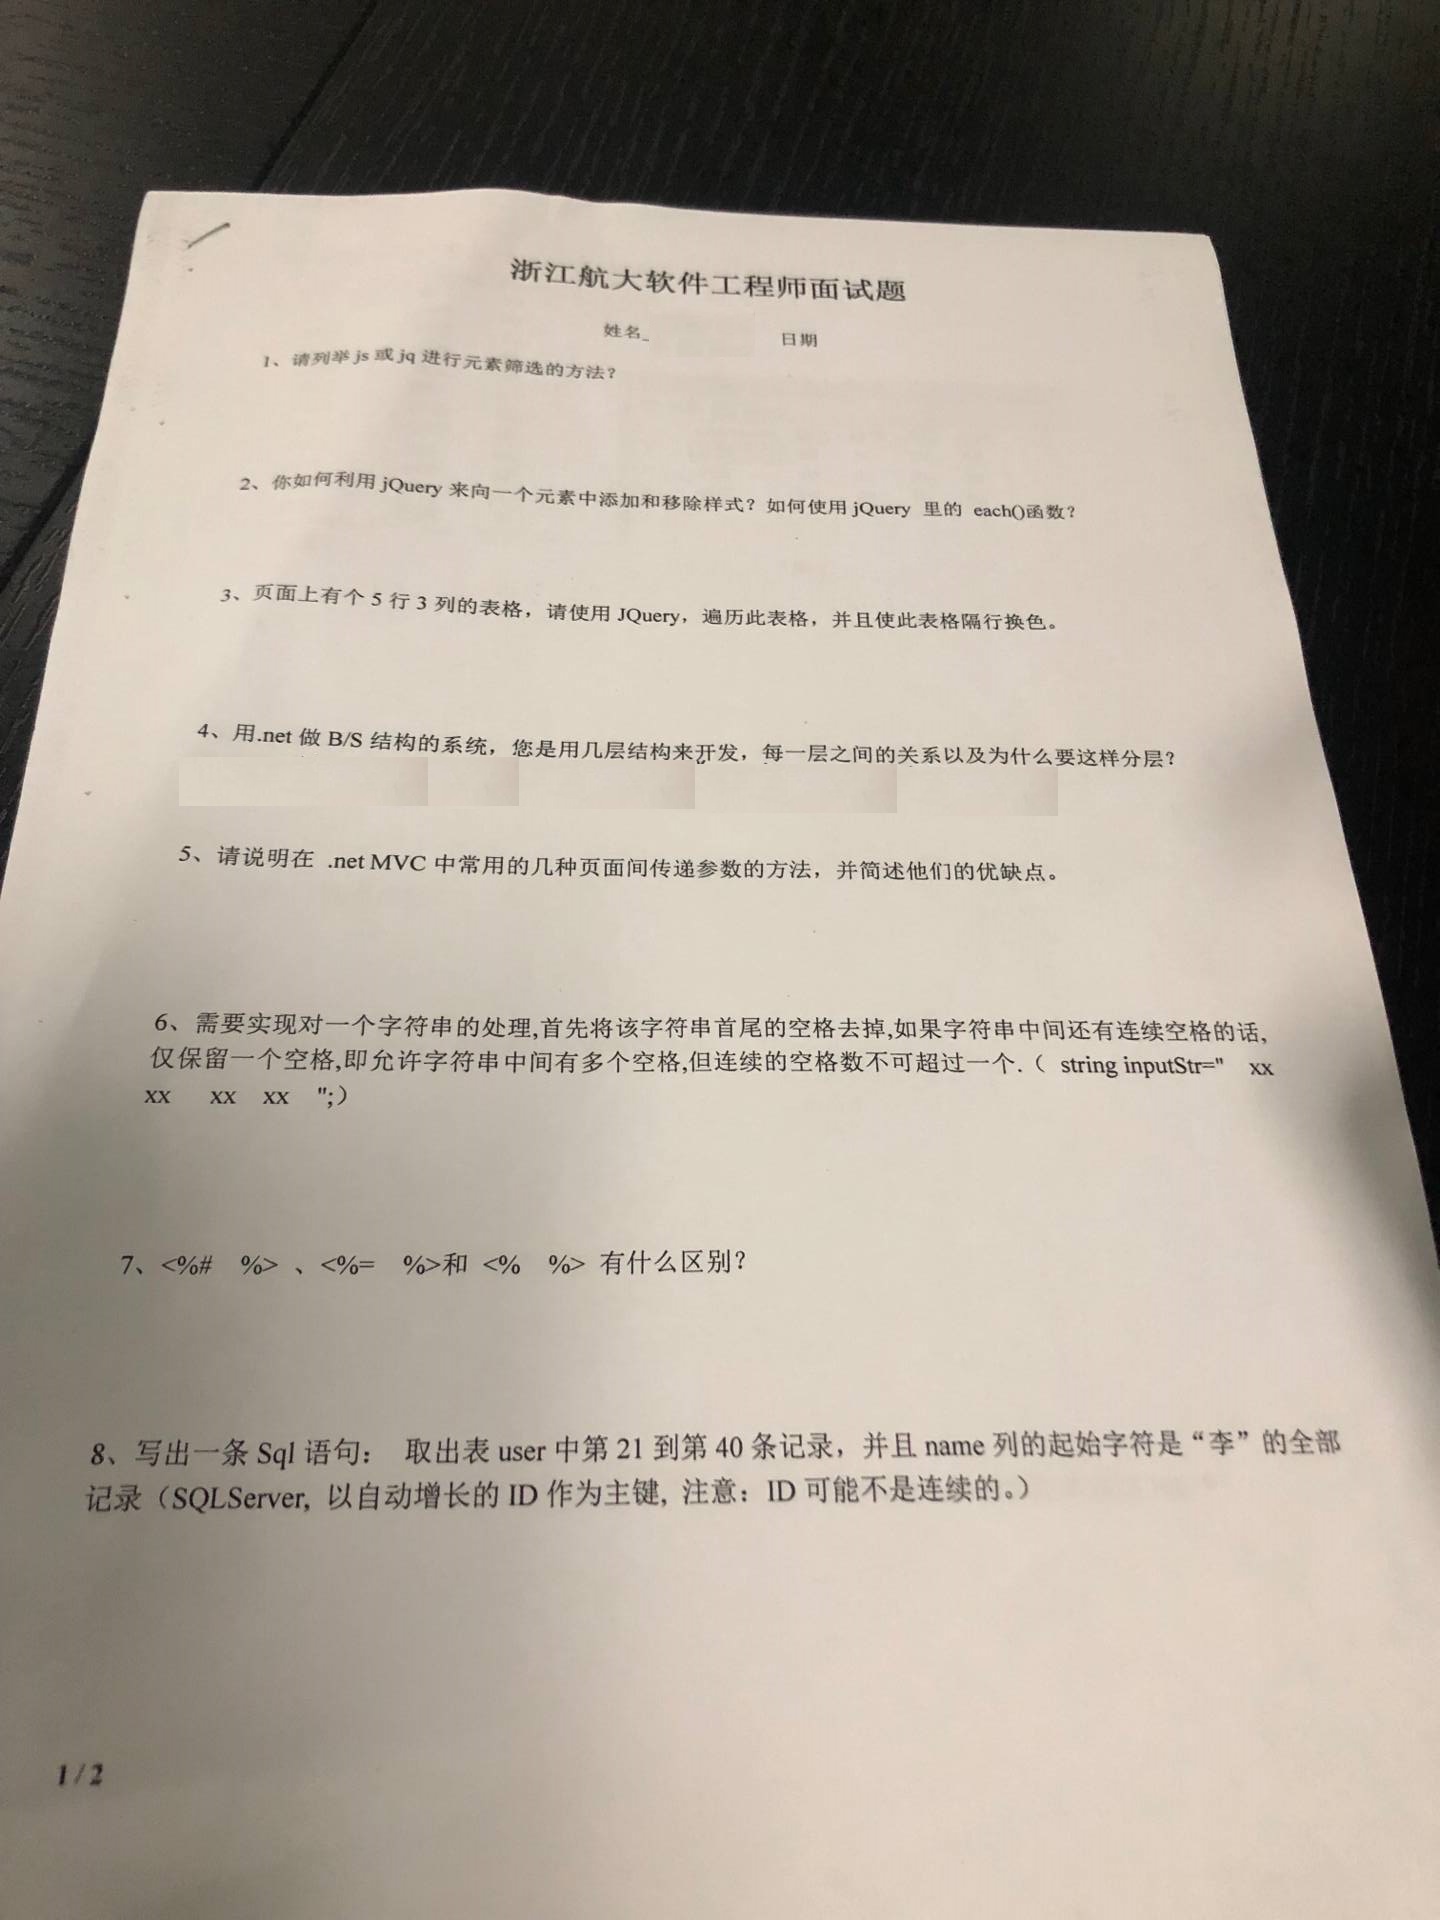 浙江航大软件工程师面试题
姓名_ 日期
1、请列举 js 或 jq 进行元素筛选的方法？
2、你如何利用 jQuery 来向一个元素中添加和移除样式？如何使用 jQuery 里的 each()函数？
3、页面上有个 5 行 3 列的表格，请使用 JQuery，遍历此表格，并且使此表格隔行换色。
4、用.net 做 B/S 结构的系统，您是用几层结构来开发，每一层之间的关系以及为什么要这样分层？
5、请说明在 .net MVC 中常用的几种页面间传递参数的方法，并简述他们的优缺点。
6、需要实现对一个字符串的处理,首先将该字符串首尾的空格去掉,如果字符串中间还有连续空格的话,
仅保留一个空格,即允许字符串中间有多个空格,但连续的空格数不可超过一个.（ string inputStr=" xx
xx xx xx ";）
7、<%# %> 、<%= %>和 <% %> 有什么区别？
8、写出一条 Sql 语句： 取出表 user 中第 21 到第 40 条记录，并且 name 列的起始字符是“李”的全部
记录（SQLServer, 以自动增长的 ID 作为主键, 注意：ID 可能不是连续的。）
1 / 2